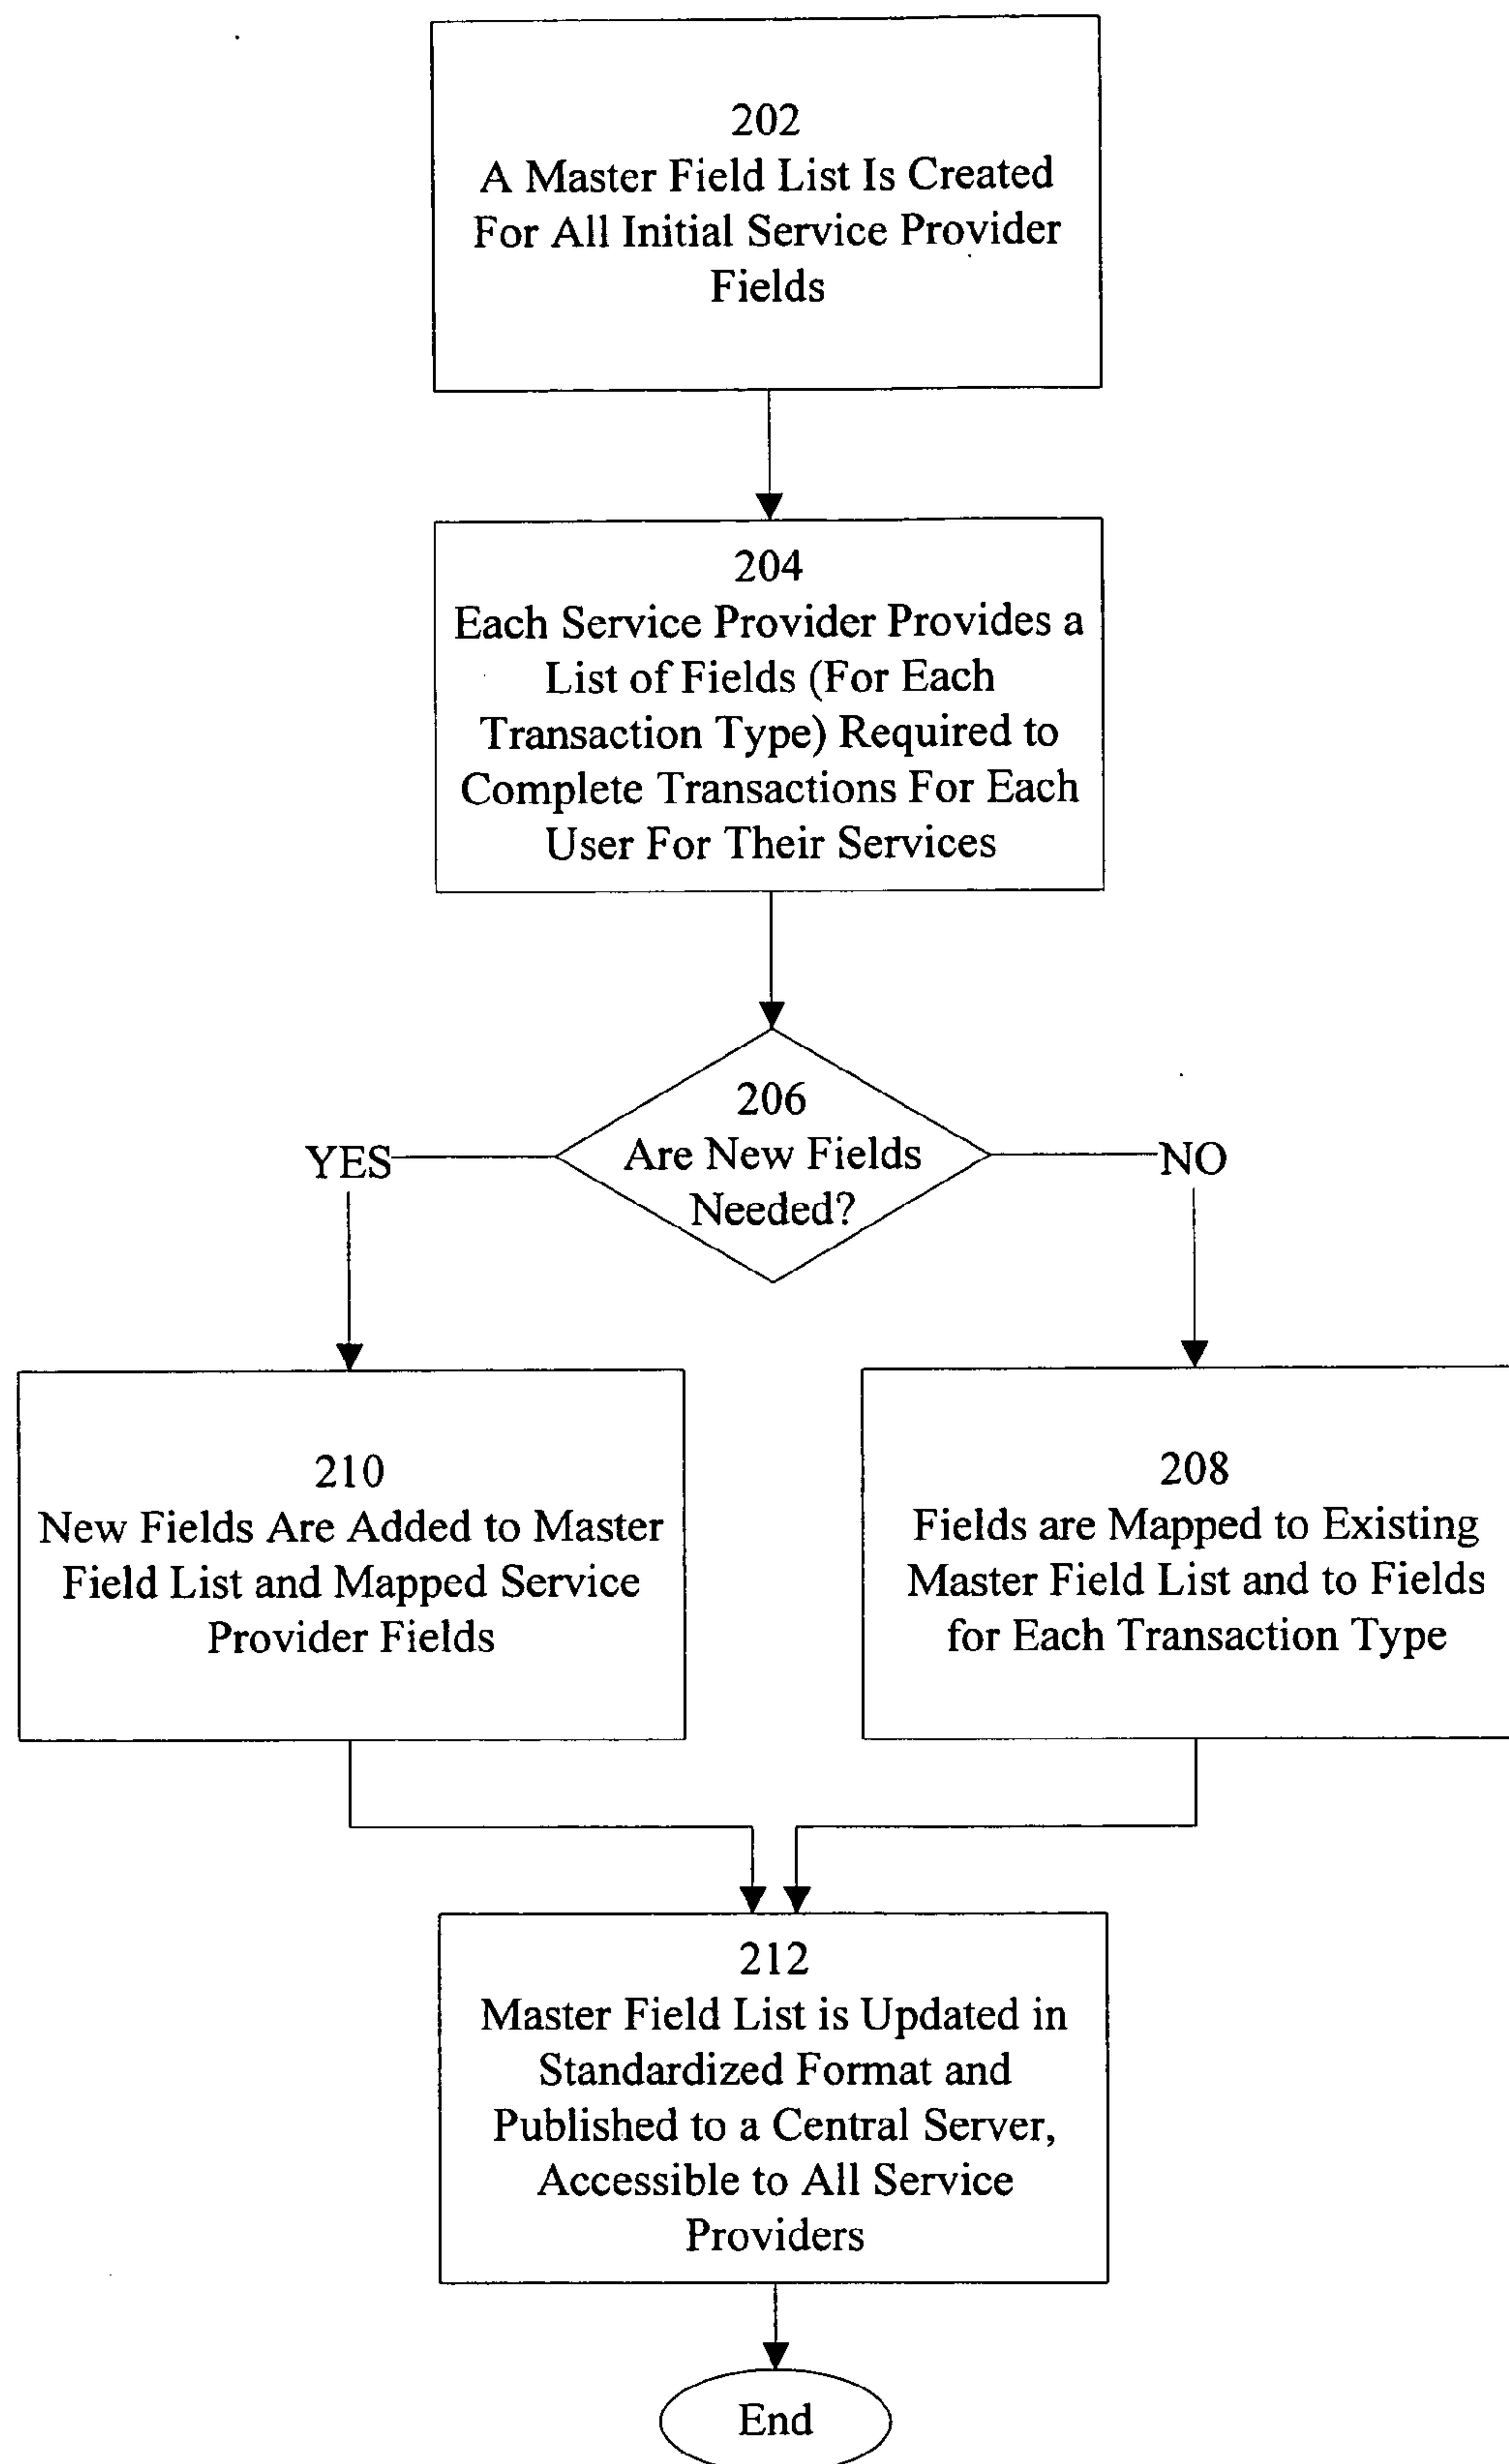 202
A Master Field List Is Created
For All Initial Service Provider
Fields
204
Each Service Provider Provides a
List of Fields (For Each
Transaction Type) Required to
Complete Transactions For Each
User For Their Services
206
Are New Fields
Needed?
YES
NO
210
New Fields Are Added to Master
Field List and Mapped Service
Provider Fields
208
Fields are Mapped to Existing
Master Field List and to Fields
for Each Transaction Type
212
Master Field List is Updated in
Standardized Format and
Published to a Central Server,
Accessible to All Service
Providers
End